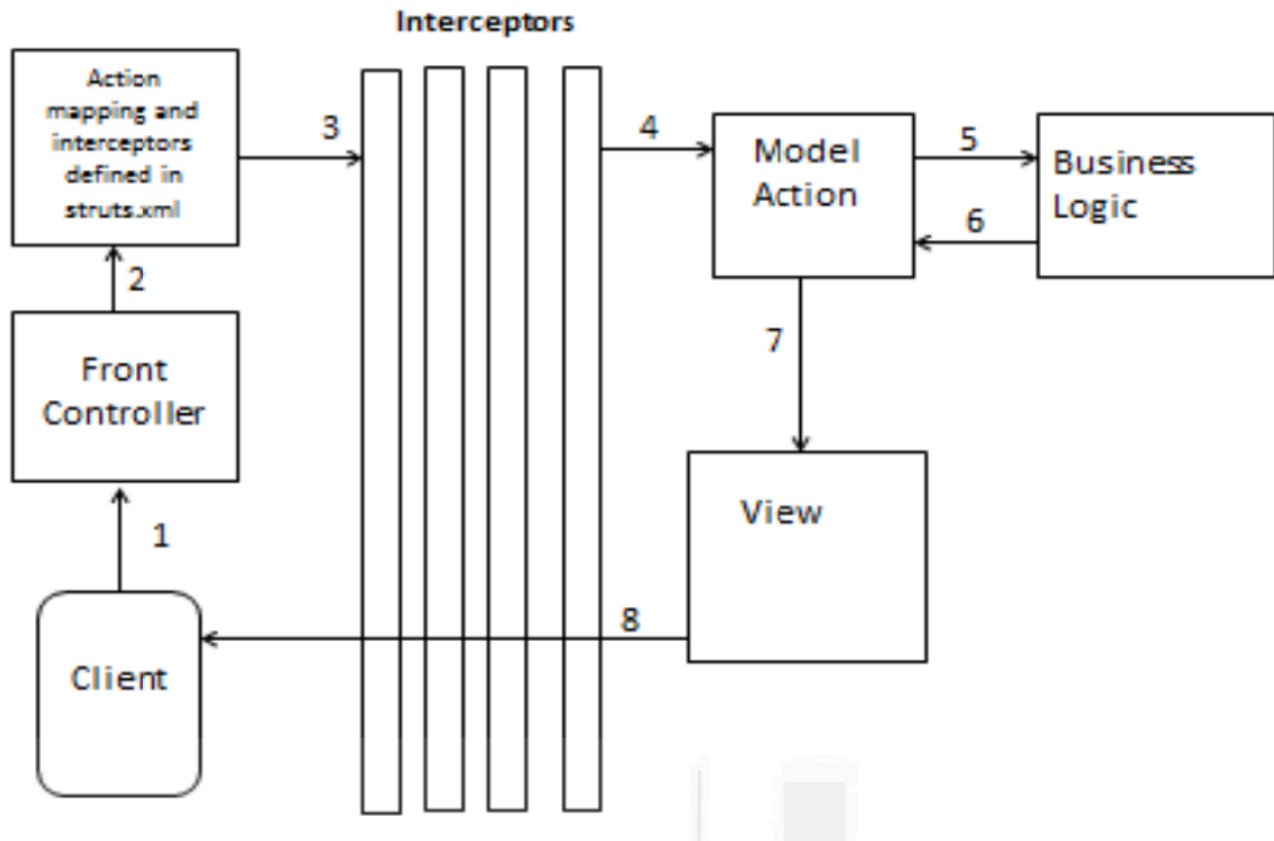 Interceptors
Action
mapping and
interceptors
defined in
struts.xml
3
4
Model
Action
5
6
Business
Logic
2
Front
Controller
7
View
1
8
Client